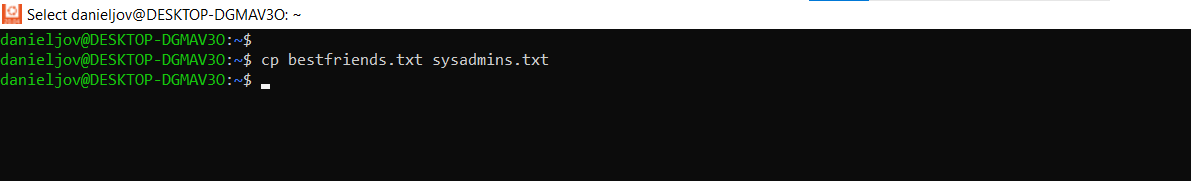 Select danieljov@DESKTOP-DGMAV3O: ~
danieljov@DESKTOP-DGMAV3O:~$
danieljov@DESKTOP-DGMAV3O:~$ cp bestfriends.txt sysadmins.txt
danieljov@DESKTOP-DGMAV3O:~$